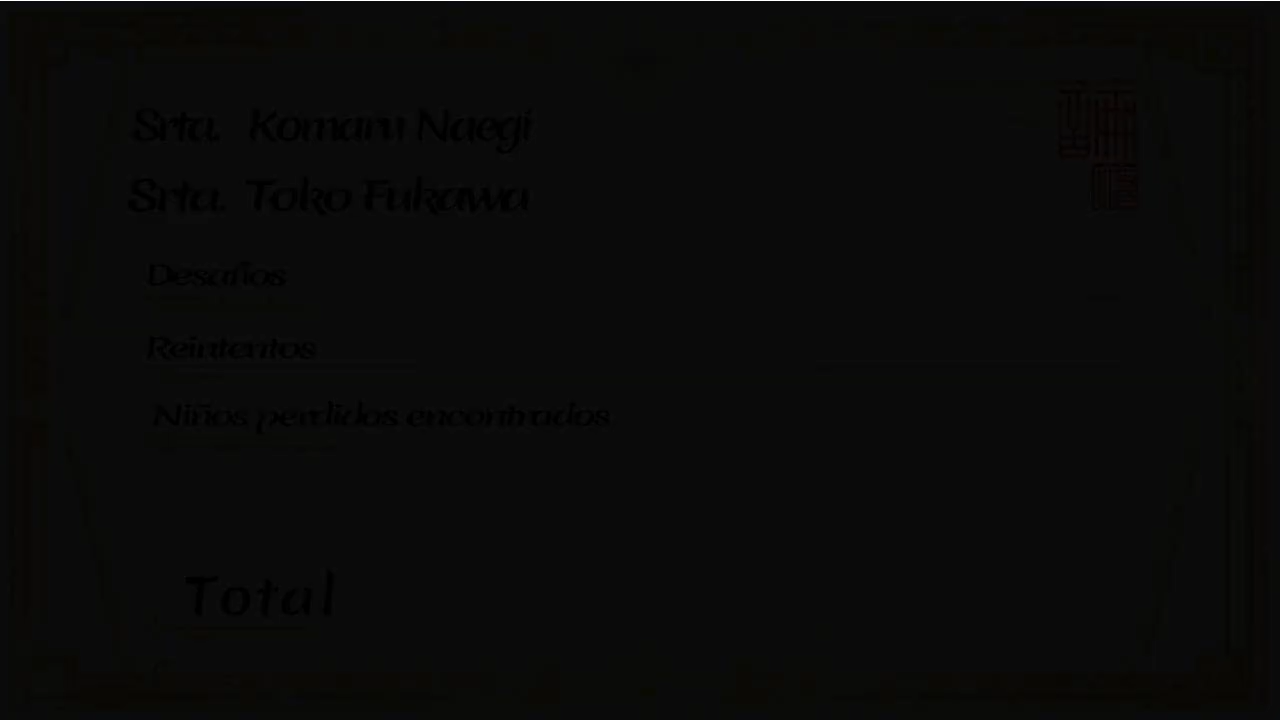 Srta. Komaru Naegi
Srta. Toko Fukawa
Desafíos
Reintentos
Niños perdidos encontrados
Total